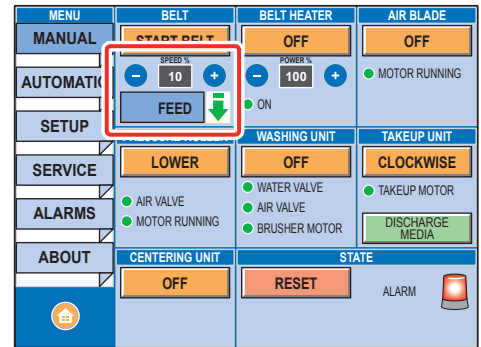 MENU
MANUAL
AUTOMATIC
SETUP
SERVICE
ALARMS
ABOUT
BELT
START BELT
SPEED %
10
FEED
BELT HEATER
OFF
POWER %
100
ON
AIR BLADE
OFF
MOTOR RUNNING
PRESSURE ROLLER
LOWER
AIR VALVE
MOTOR RUNNING
WASHING UNIT
OFF
WATER VALVE
AIR VALVE
BRUSHER MOTOR
TAKEUP UNIT
CLOCKWISE
TAKEUP MOTOR
DISCHARGE
MEDIA
CENTERING UNIT
OFF
STATE
RESET
ALARM